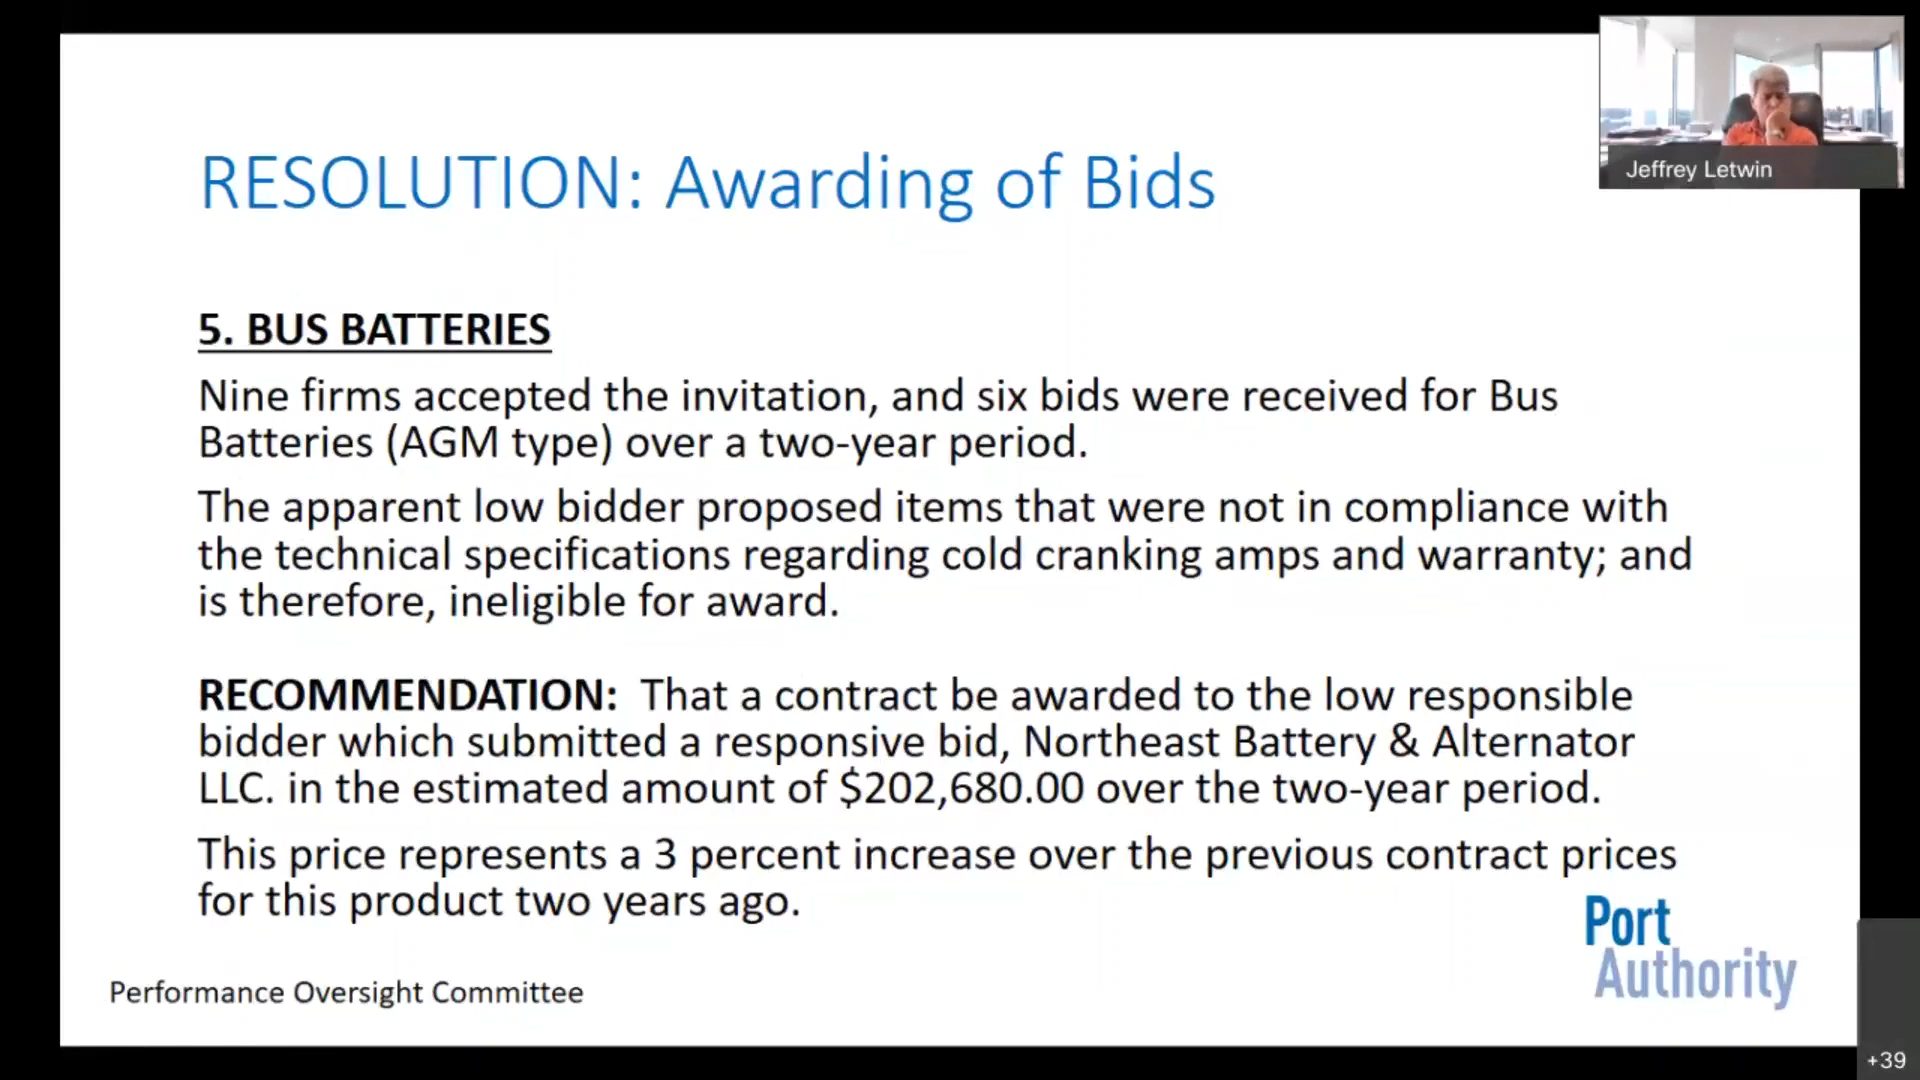 Jeffrey Letwin
RESOLUTION: Awarding of Bids
5. BUS BATTERIES
Nine firms accepted the invitation, and six bids were received for Bus
Batteries (AGM type) over a two-year period.
The apparent low bidder proposed items that were not in compliance with
the technical specifications regarding cold cranking amps and warranty; and
is therefore, ineligible for award.
RECOMMENDATION: That a contract be awarded to the low responsible
bidder which submitted a responsive bid, Northeast Battery & Alternator
LLC. in the estimated amount of $202,680.00 over the two-year period.
This price represents a 3 percent increase over the previous contract prices
for this product two years ago.
Port
Authority
Performance Oversight Committee
+39